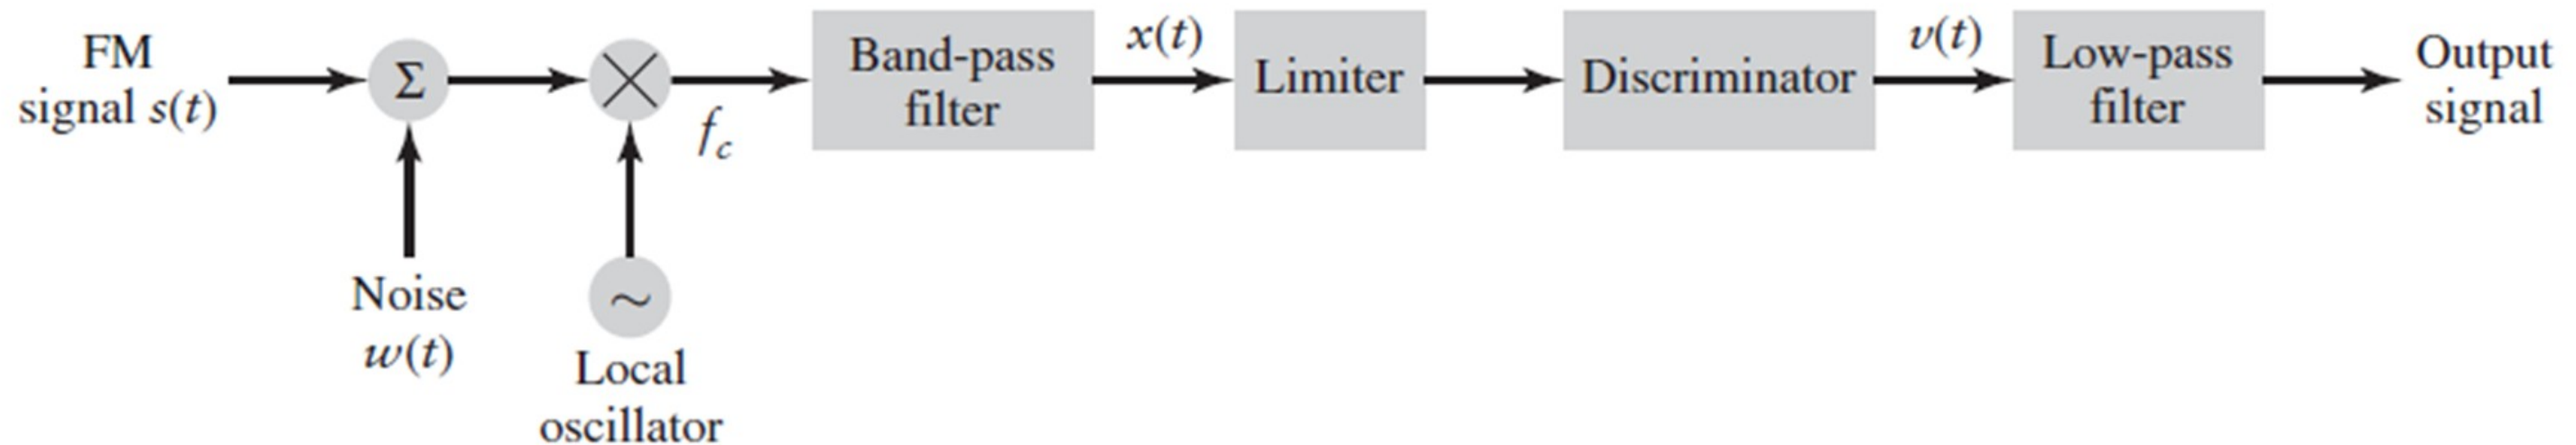 FM
signal s(t)
Σ
f_c
Band-pass
filter
x(t)
Limiter
Discriminator
v(t)
Low-pass
filter
Output
signal
Noise
w(t)
~
Local
oscillator